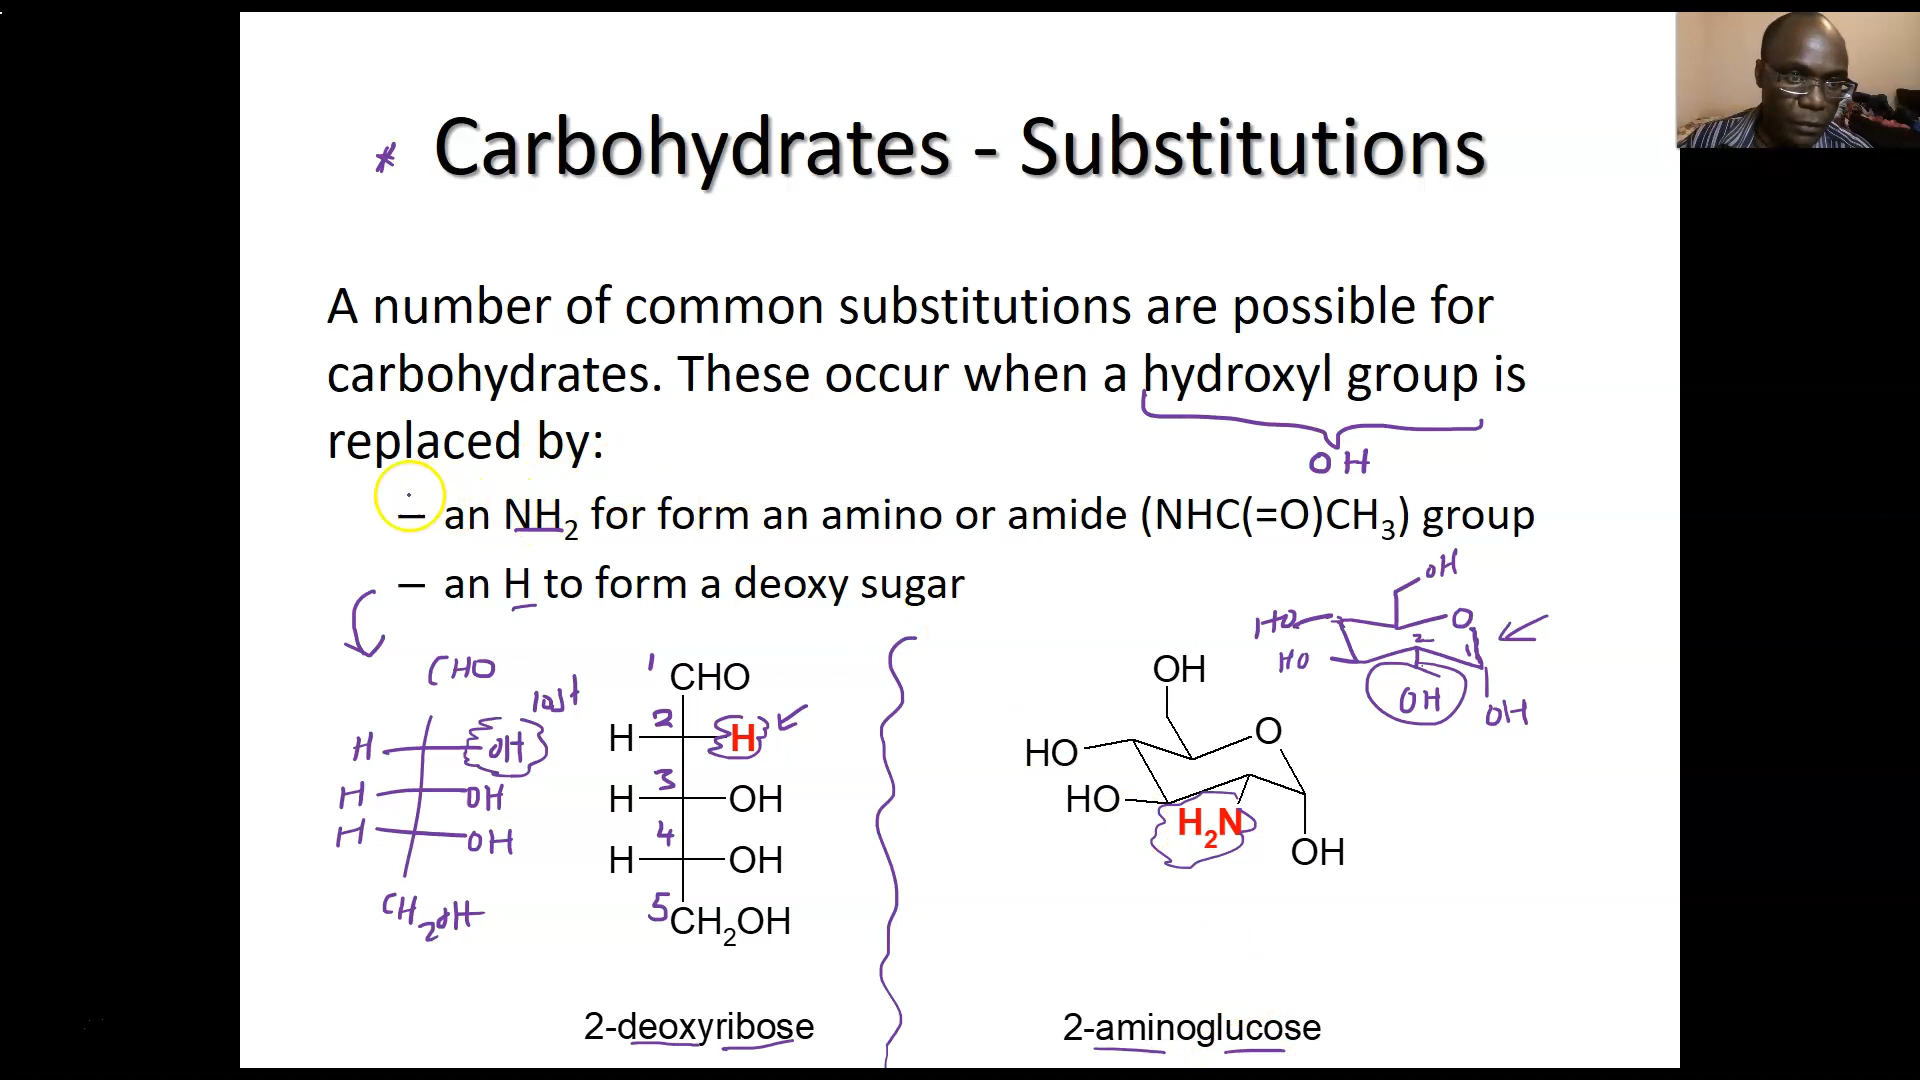 * Carbohydrates - Substitutions
A number of common substitutions are possible for
carbohydrates. These occur when a hydroxyl group is
OH
replaced by:
– an NH2 for form an amino or amide (NHC(=O)CH3) group
– an H to form a deoxy sugar
CHO
H OH lost
H OH
H OH
CH2OH
1 CHO
2 H H
3 H OH
4 H OH
5 CH2OH
2-deoxyribose
OH
HO O
HO 2 1
OH OH
OH
HO O
HO H2N
OH
2-aminoglucose